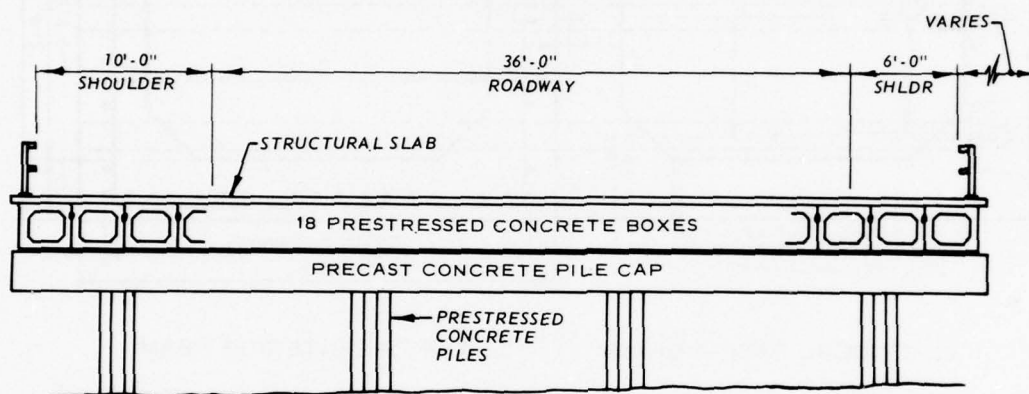 VARIES
10'-0"
SHOULDER
36'-0"
ROADWAY
6'-0"
SHLDR
STRUCTURAL SLAB
18 PRESTRESSED CONCRETE BOXES
PRECAST CONCRETE PILE CAP
PRESTRESSED
CONCRETE
PILES